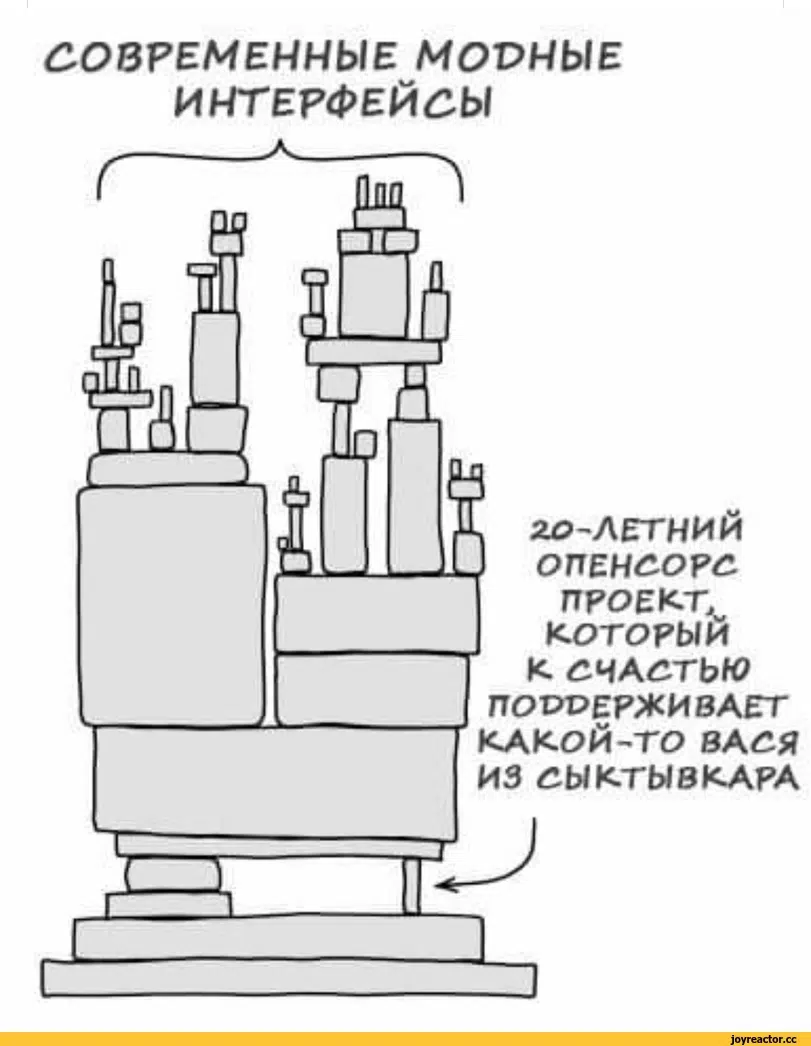 СОВРЕМЕННЫЕ МОДНЫЕ
ИНТЕРФЕЙСЫ
20-ЛЕТНИЙ
ОПЕНСОРС
ПРОЕКТ,
КОТОРЫЙ
К СЧАСТЬЮ
ПОДДЕРЖИВАЕТ
КАКОЙ-ТО ВАСЯ
ИЗ СЫКТЫВКАРА
joyreactor.cc